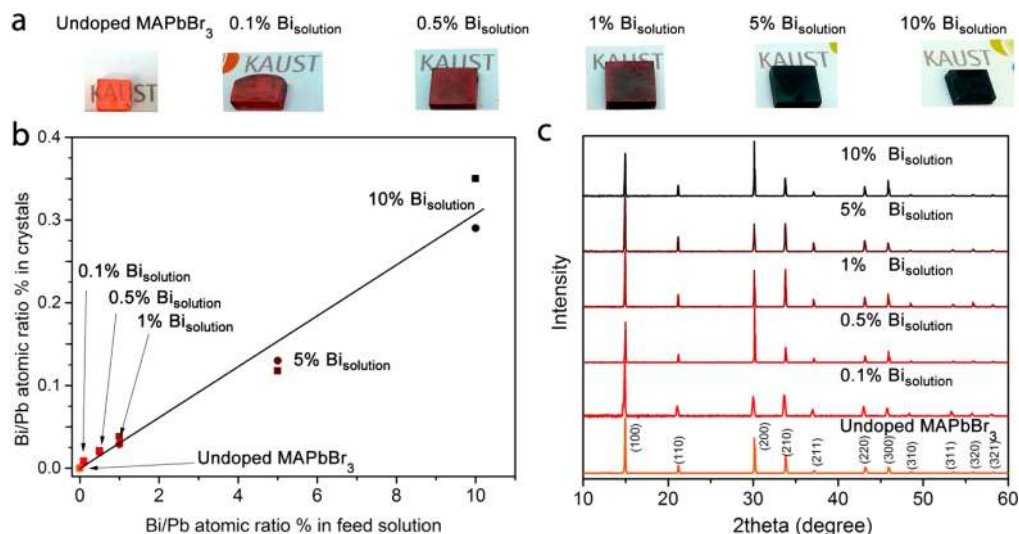 a
Undoped MAPbBr3 0.1% Bisolution 0.5% Bisolution 1% Bisolution 5% Bisolution 10% Bisolution
KAUST KAUST KAUST KAUST KAUST KAUST
b
Bi/Pb atomic ratio % in crystals
0.4
0.3
0.2
0.1
0.0
10% Bisolution
0.1% Bisolution
0.5% Bisolution
1% Bisolution
5% Bisolution
Undoped MAPbBr3
0 2 4 6 8 10
Bi/Pb atomic ratio % in feed solution
c
Intensity
10% Bisolution
5% Bisolution
1% Bisolution
0.5% Bisolution
0.1% Bisolution
Undoped MAPbBr3
(100) (110) (200) (210) (211) (220) (300) (310) (311) (320) (321)
10 20 30 40 50 60
2theta (degree)